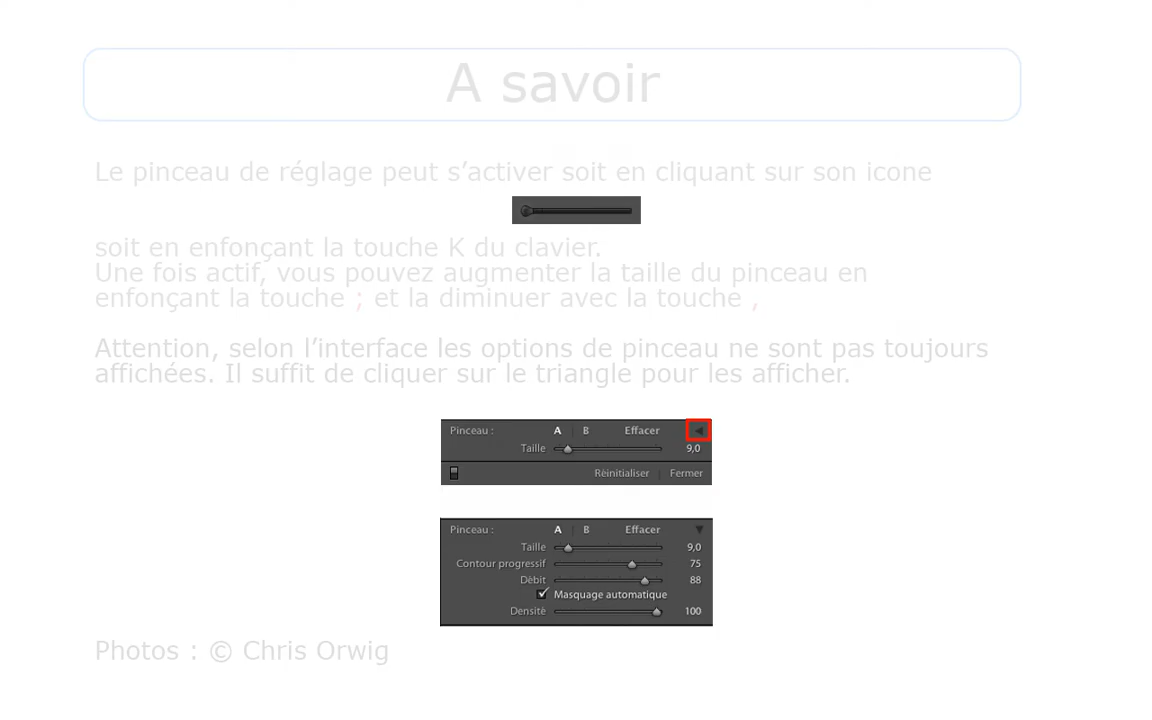 A savoir
Le pinceau de réglage peut s’activer soit en cliquant sur son icone
soit en enfonçant la touche K du clavier.
Une fois actif, vous pouvez augmenter la taille du pinceau en
enfonçant la touche ; et la diminuer avec la touche ,
Attention, selon l’interface les options de pinceau ne sont pas toujours
affichées. Il suffit de cliquer sur le triangle pour les afficher.
Pinceau : A B Effacer
Taille 9,0
Réinitialiser Fermer
Pinceau : A B Effacer
Taille 9,0
Contour progressif 75
Débit 88
Masquage automatique
Densité 100
Photos : © Chris Orwig